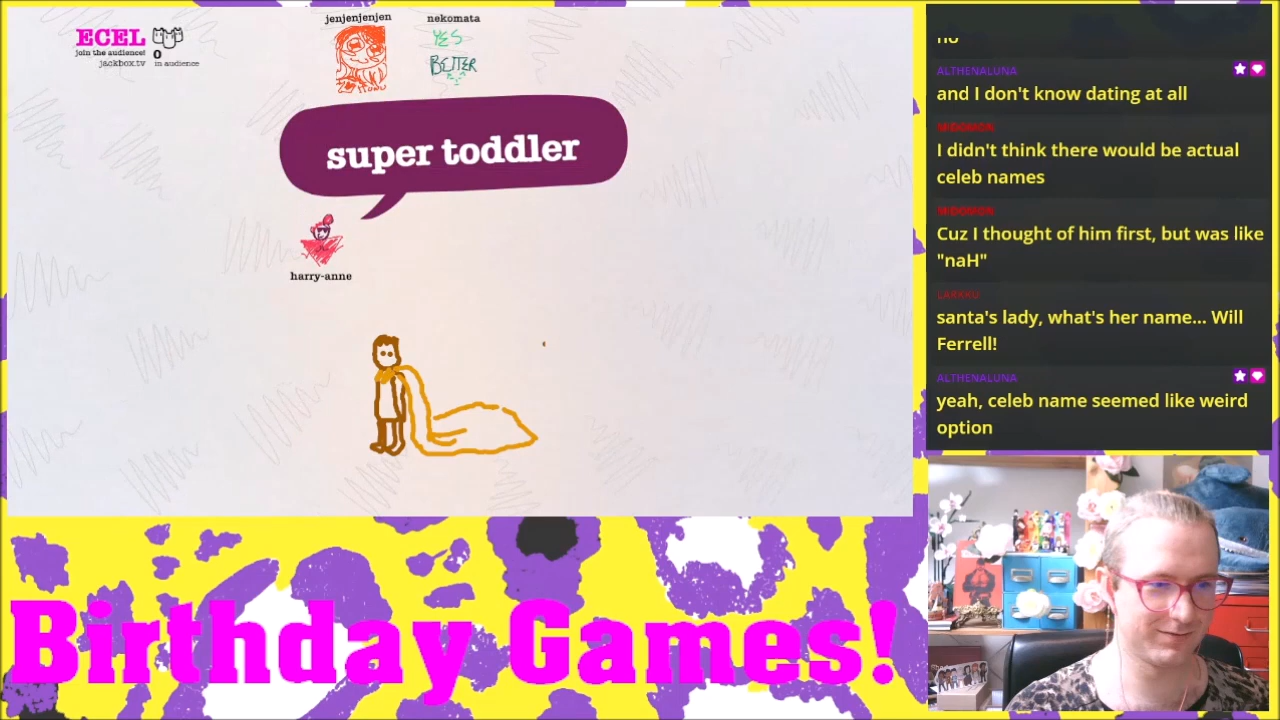 ECEL
join the audience!
jackbox.tv
0
in audience
jenjenjenjen
nekomata
YES
BETTER
super toddler
harry-anne
ALTHENALUNA
and I don't know dating at all
MIDOMON
I didn't think there would be actual
celeb names
MIDOMON
Cuz I thought of him first, but was like
"naH"
santa's lady, what's her name... Will
Ferrell!
ALTHENALUNA
yeah, celeb name seemed like weird
option
Birthday Games!